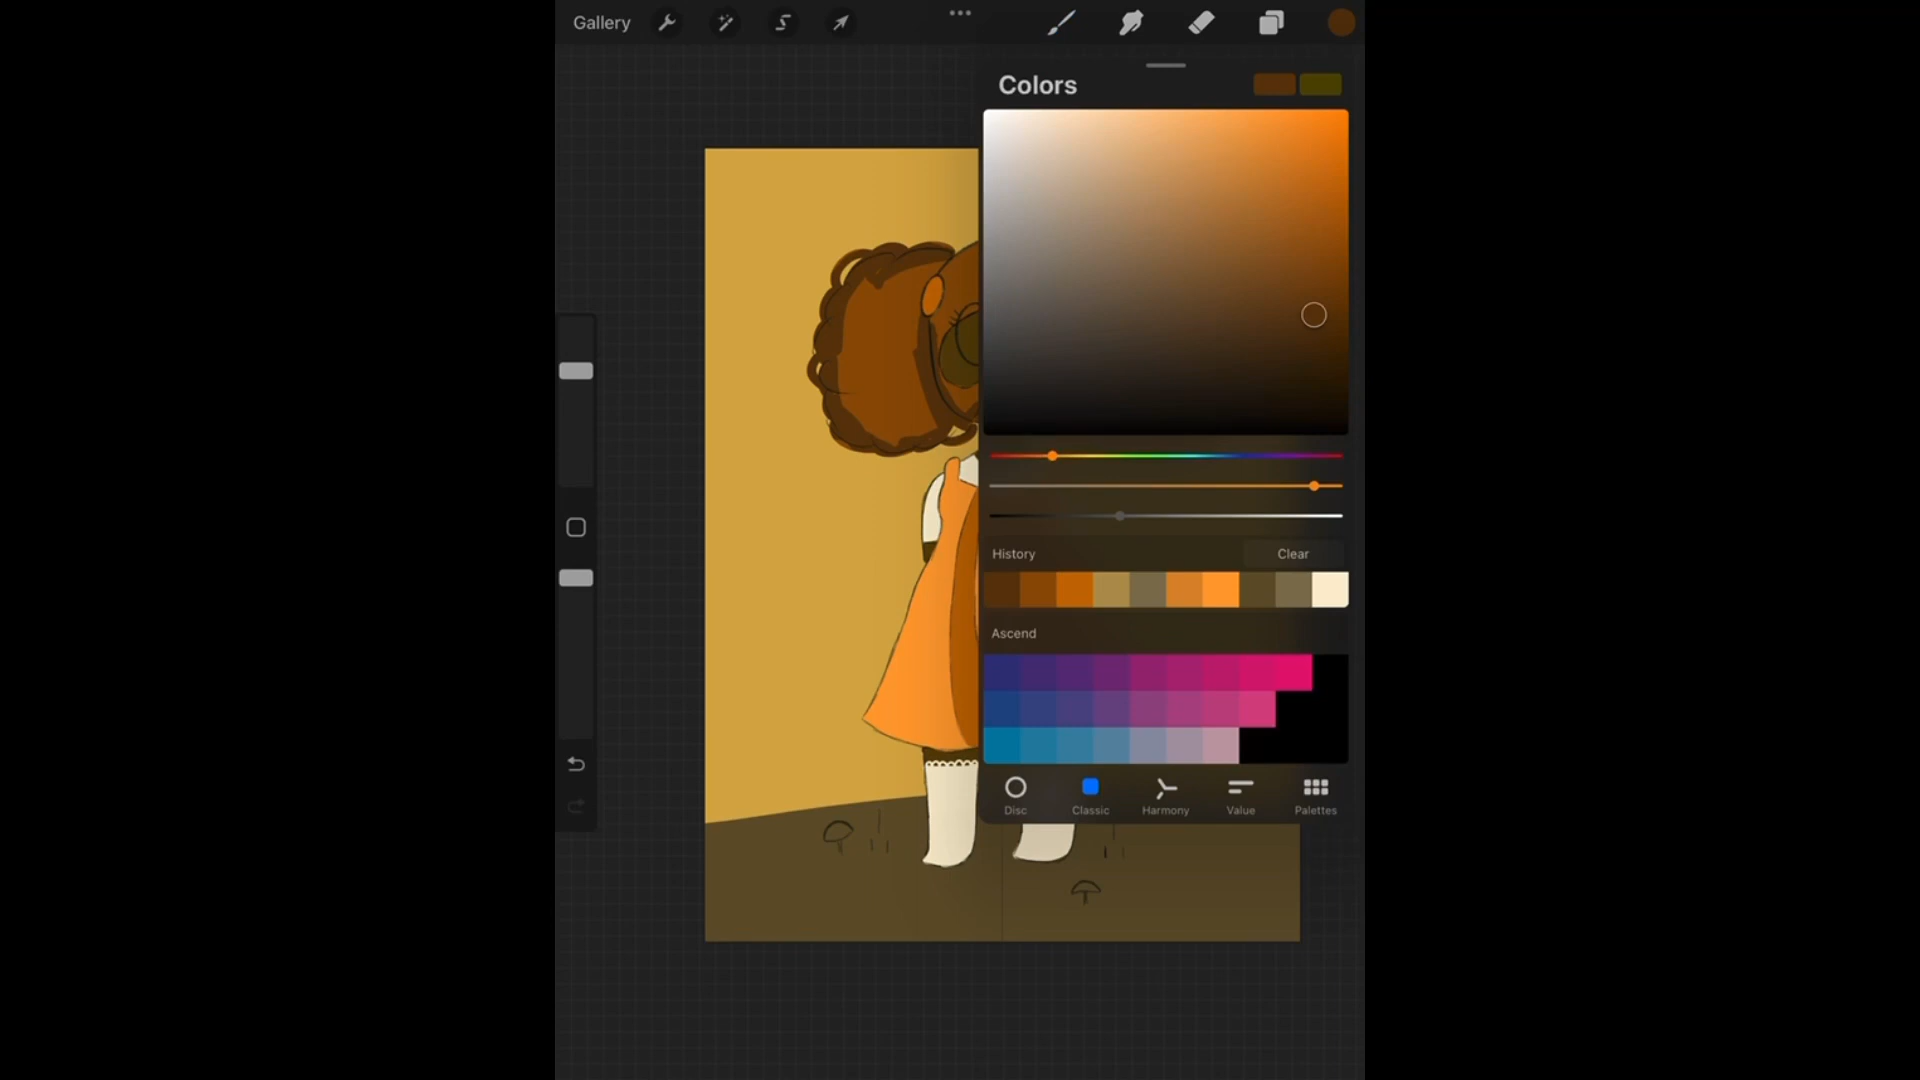 Gallery
Colors
History Clear
Ascend
Disc Classic Harmony Value Palettes